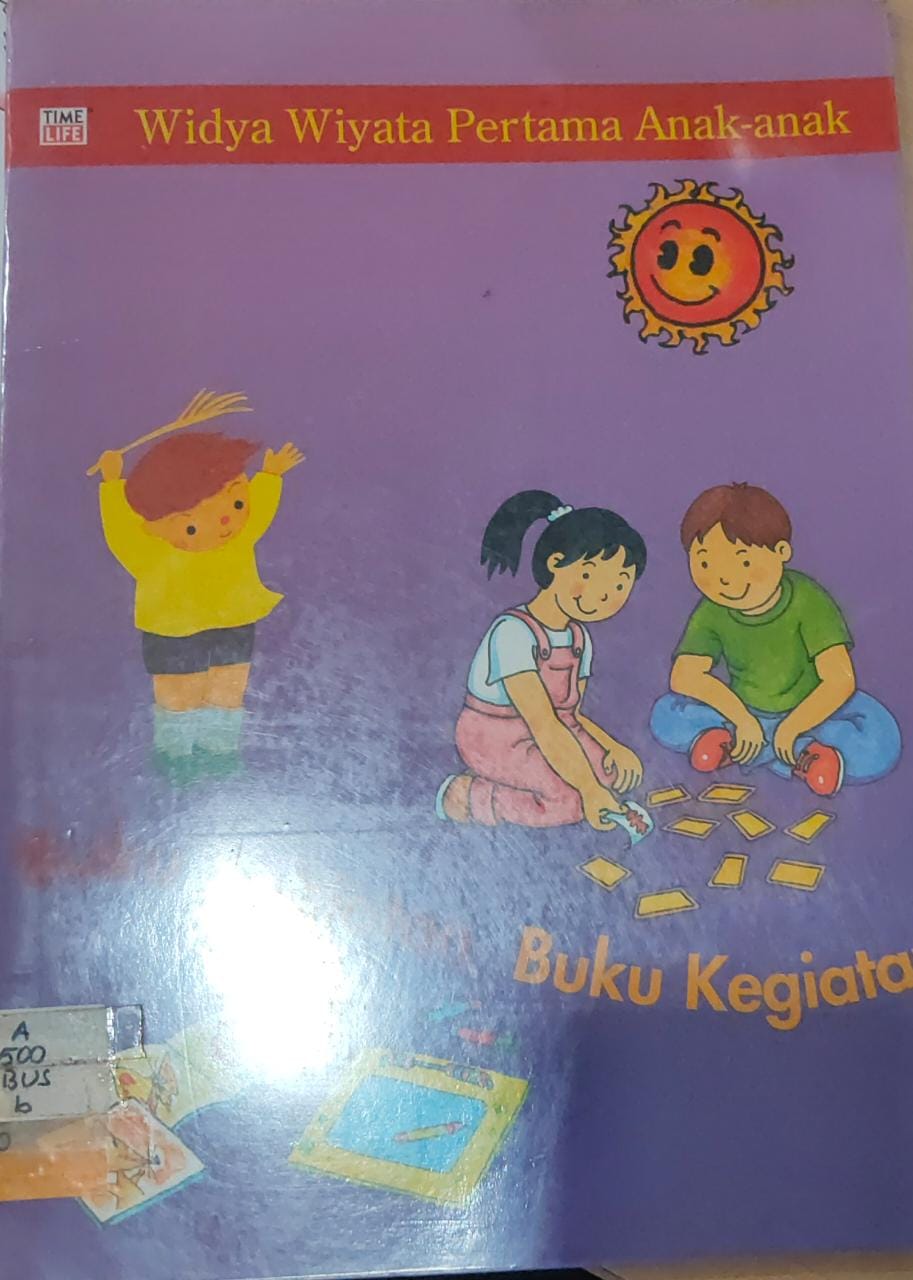 TIME
LIFE
Widya Wiyata Pertama Anak-anak
Buku Kegiata
A
500
BUS
b